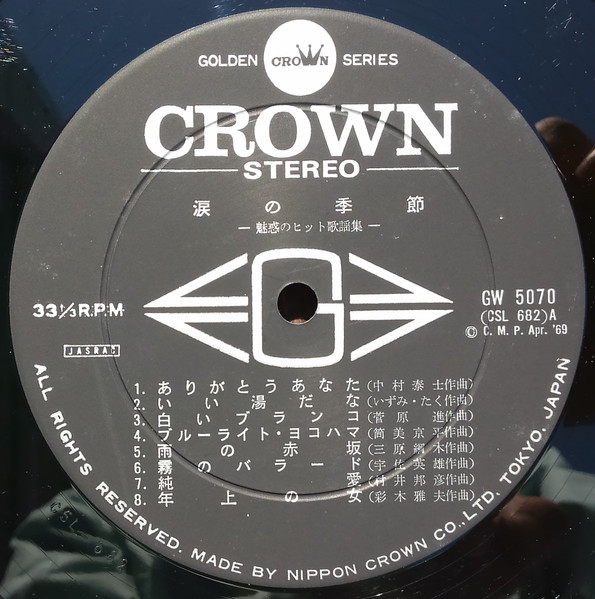 GOLDEN CROWN SERIES
CROWN
STEREO
涙の季節
— 魅惑のヒット歌謡集 —
33⅓R.P.M
JASRAC
G
GW 5070
(CSL 682)A
© C. M. P. Apr. '69
1. ありがとうあなた(中村泰士作曲)
2. いい湯だな(いずみ・たく作曲)
3. 白いブランコ(菅原進作曲)
4. ブルーライト・ヨコハマ(筒美京平作曲)
5. 雨の赤坂(三原綱木作曲)
6. 霧のバラード(宇佐英雄作曲)
7. 純愛(村井邦彦作曲)
8. 年上の女(彩木雅夫作曲)
ALL RIGHTS RESERVED. MADE BY NIPPON CROWN CO., LTD. TOKYO, JAPAN